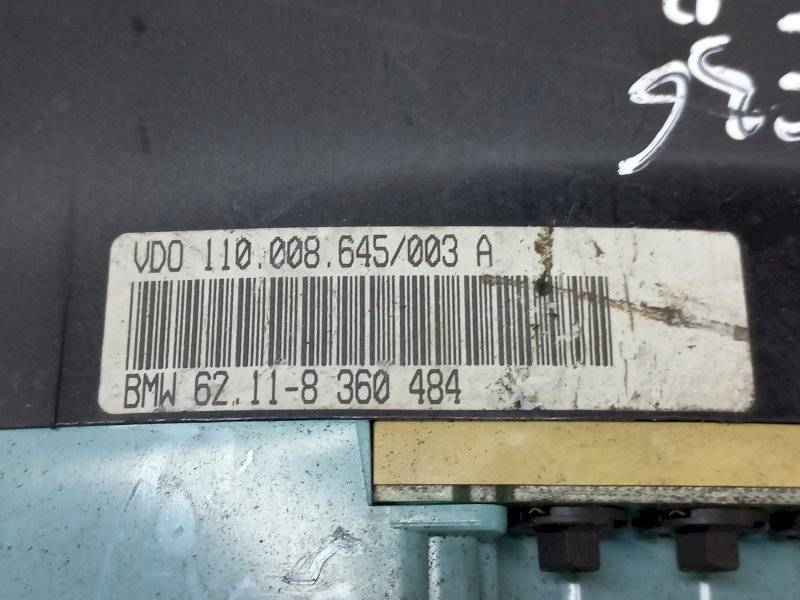 VDO 110.008.645/003 A
BMW 62.11-8 360 484